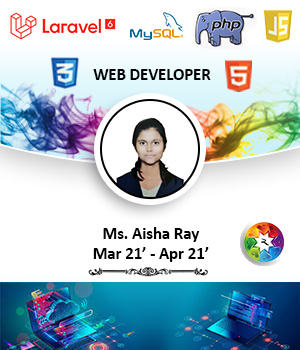 Laravel 6
MySQL
php
JS
3
WEB DEVELOPER
5
Ms. Aisha Ray
Mar 21’ - Apr 21’